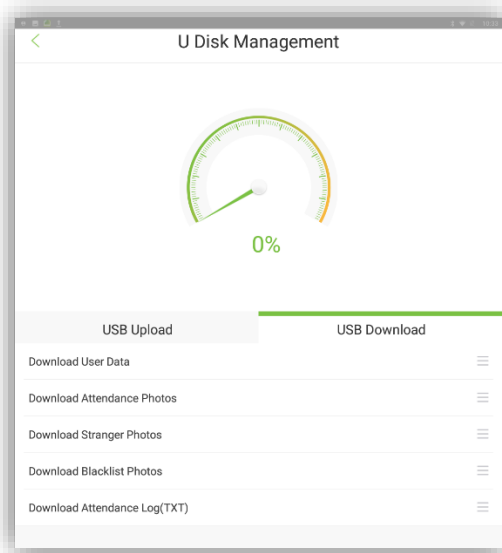 U Disk Management
0%
USB Upload
USB Download
Download User Data
Download Attendance Photos
Download Stranger Photos
Download Blacklist Photos
Download Attendance Log(TXT)